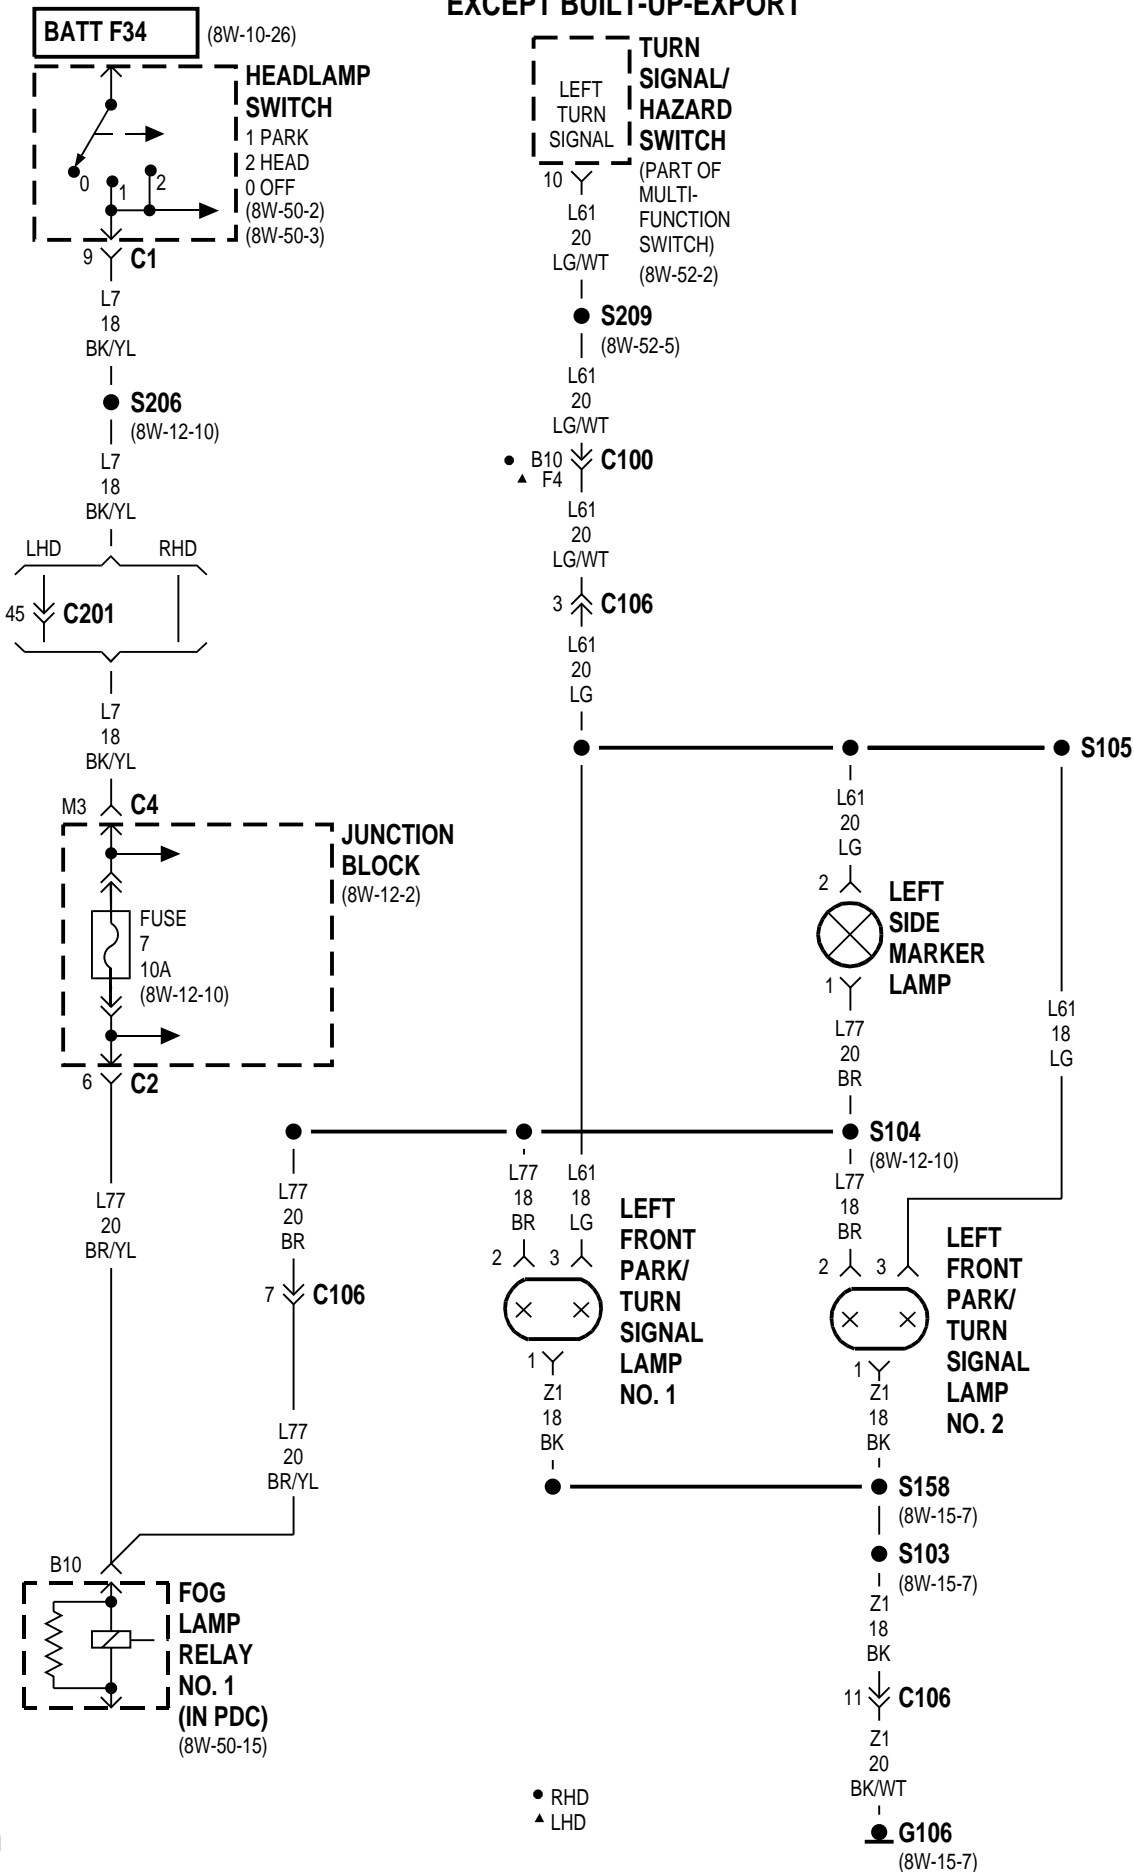 EXCEPT BUILT-UP-EXPORT
BATT F34
(8W-10-26)
HEADLAMP
SWITCH
1 PARK
2 HEAD
0 OFF
(8W-50-2)
(8W-50-3)
0
1
2
9
C1
L7
18
BK/YL
S206
(8W-12-10)
L7
18
BK/YL
LHD
RHD
45
C201
L7
18
BK/YL
M3
C4
JUNCTION
BLOCK
(8W-12-2)
FUSE
7
10A
(8W-12-10)
6
C2
L77
20
BR/YL
L77
20
BR
7
C106
L77
20
BR/YL
B10
FOG
LAMP
RELAY
NO. 1
(IN PDC)
(8W-50-15)
LEFT
TURN
SIGNAL
TURN
SIGNAL/
HAZARD
SWITCH
(PART OF
MULTI-
FUNCTION
SWITCH)
(8W-52-2)
10
L61
20
LG/WT
S209
(8W-52-5)
L61
20
LG/WT
B10
F4
C100
L61
20
LG/WT
3
C106
L61
20
LG
S105
L61
20
LG
2
LEFT
SIDE
MARKER
LAMP
1
L77
20
BR
L61
18
LG
S104
(8W-12-10)
L77
18
BR
L61
18
LG
2
3
LEFT
FRONT
PARK/
TURN
SIGNAL
LAMP
NO. 1
1
Z1
18
BK
L77
18
BR
2
3
LEFT
FRONT
PARK/
TURN
SIGNAL
LAMP
NO. 2
1
Z1
18
BK
S158
(8W-15-7)
S103
(8W-15-7)
Z1
18
BK
11
C106
Z1
20
BK/WT
G106
(8W-15-7)
RHD
LHD